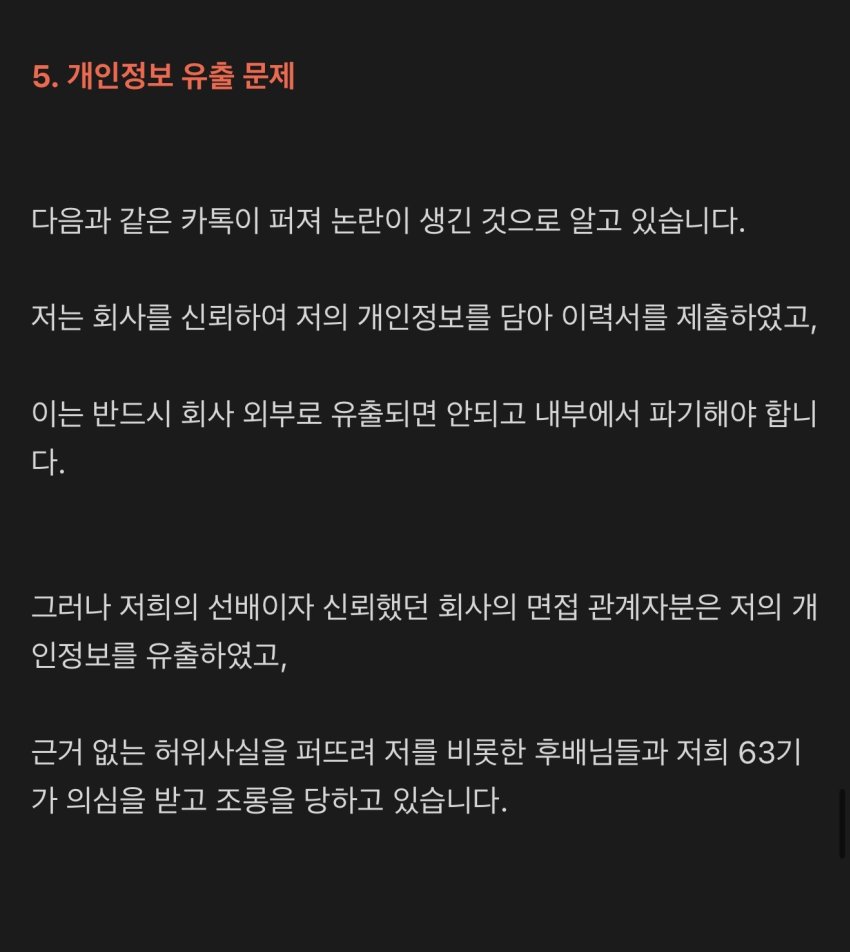 5. 개인정보 유출 문제
다음과 같은 카톡이 퍼져 논란이 생긴 것으로 알고 있습니다.
저는 회사를 신뢰하여 저의 개인정보를 담아 이력서를 제출하였고,
이는 반드시 회사 외부로 유출되면 안되고 내부에서 파기해야 합니
다.
그러나 저희의 선배이자 신뢰했던 회사의 면접 관계자분은 저의 개
인정보를 유출하였고,
근거 없는 허위사실을 퍼뜨려 저를 비롯한 후배님들과 저희 63기
가 의심을 받고 조롱을 당하고 있습니다.